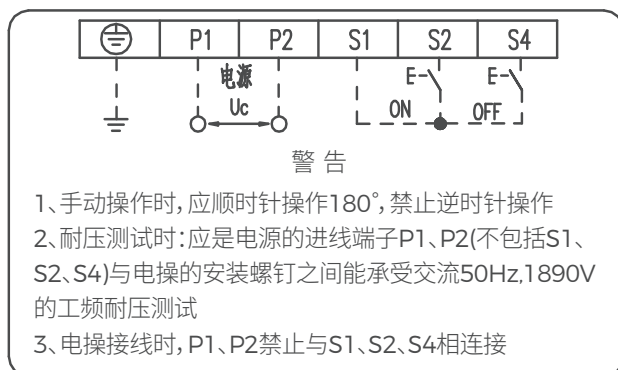 P1 P2 S1 S2 S4
电源 E E
Uc ON OFF
警告
1、手动操作时,应顺时针操作180°,禁止逆时针操作
2、耐压测试时:应是电源的进线端子P1、P2(不包括S1、
S2、S4)与电操的安装螺钉之间能承受交流50Hz,1890V
的工频耐压测试
3、电操接线时,P1、P2禁止与S1、S2、S4相连接